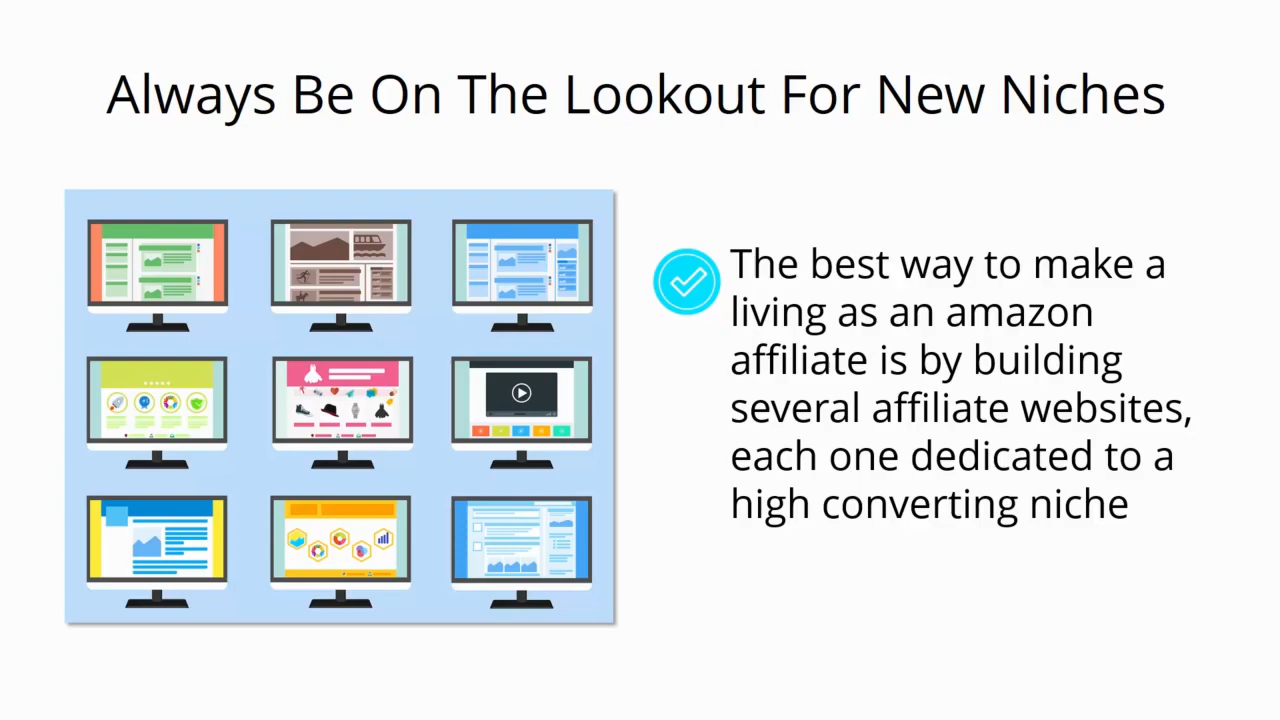 Always Be On The Lookout For New Niches
The best way to make a
living as an amazon
affiliate is by building
several affiliate websites,
each one dedicated to a
high converting niche